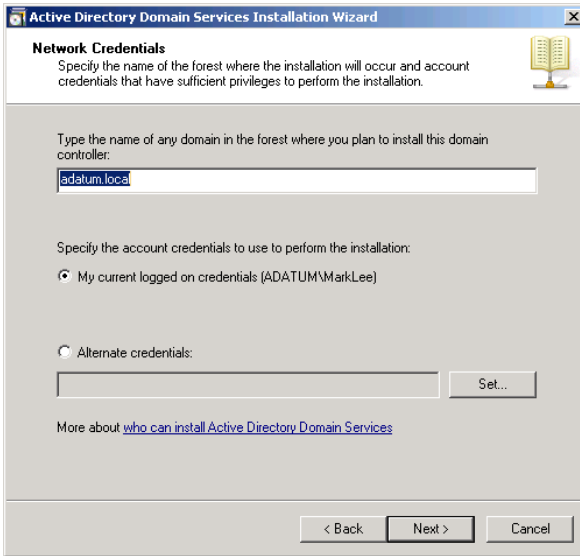 Active Directory Domain Services Installation Wizard
Network Credentials
Specify the name of the forest where the installation will occur and account
credentials that have sufficient privileges to perform the installation.
Type the name of any domain in the forest where you plan to install this domain
controller:
adatum.local
Specify the account credentials to use to perform the installation:
My current logged on credentials (ADATUM\MarkLee)
Alternate credentials:
Set...
More about who can install Active Directory Domain Services
< Back Next > Cancel